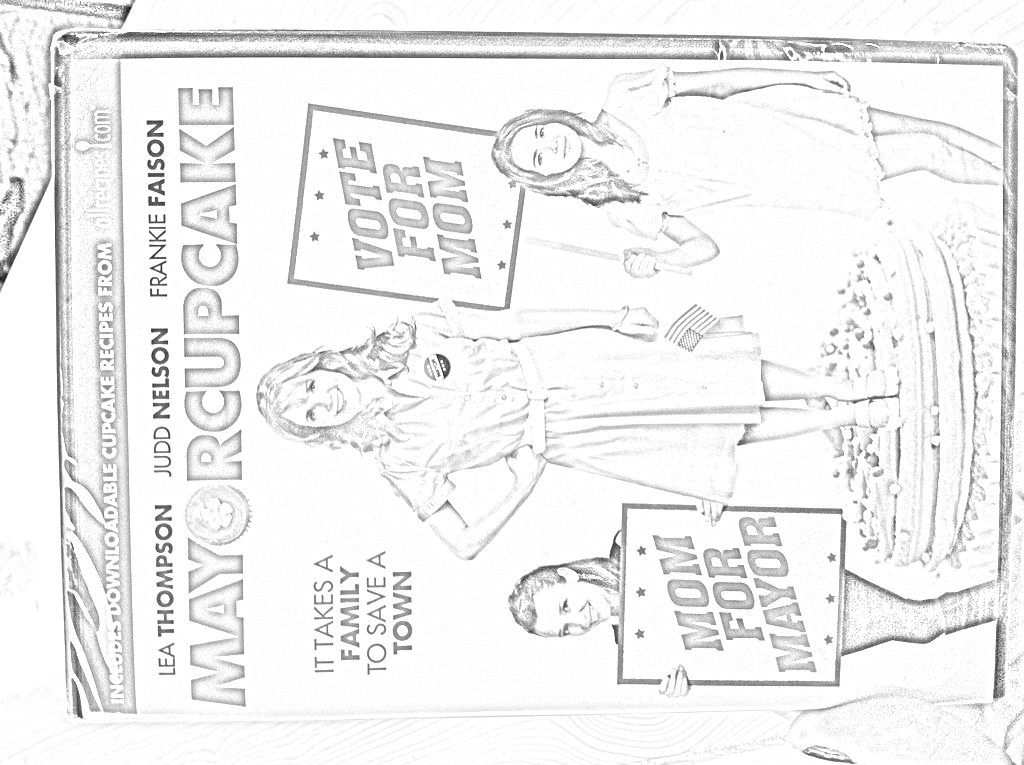 INCLUDES DOWNLOADABLE CUPCAKE RECIPES FROM allrecipes.com
LEA THOMPSON JUDD NELSON FRANKIE FAISON
MAYORCUPCAKE
IT TAKES A
FAMILY
TO SAVE A
TOWN
VOTE
FOR
MOM
MOM
FOR
MAYOR